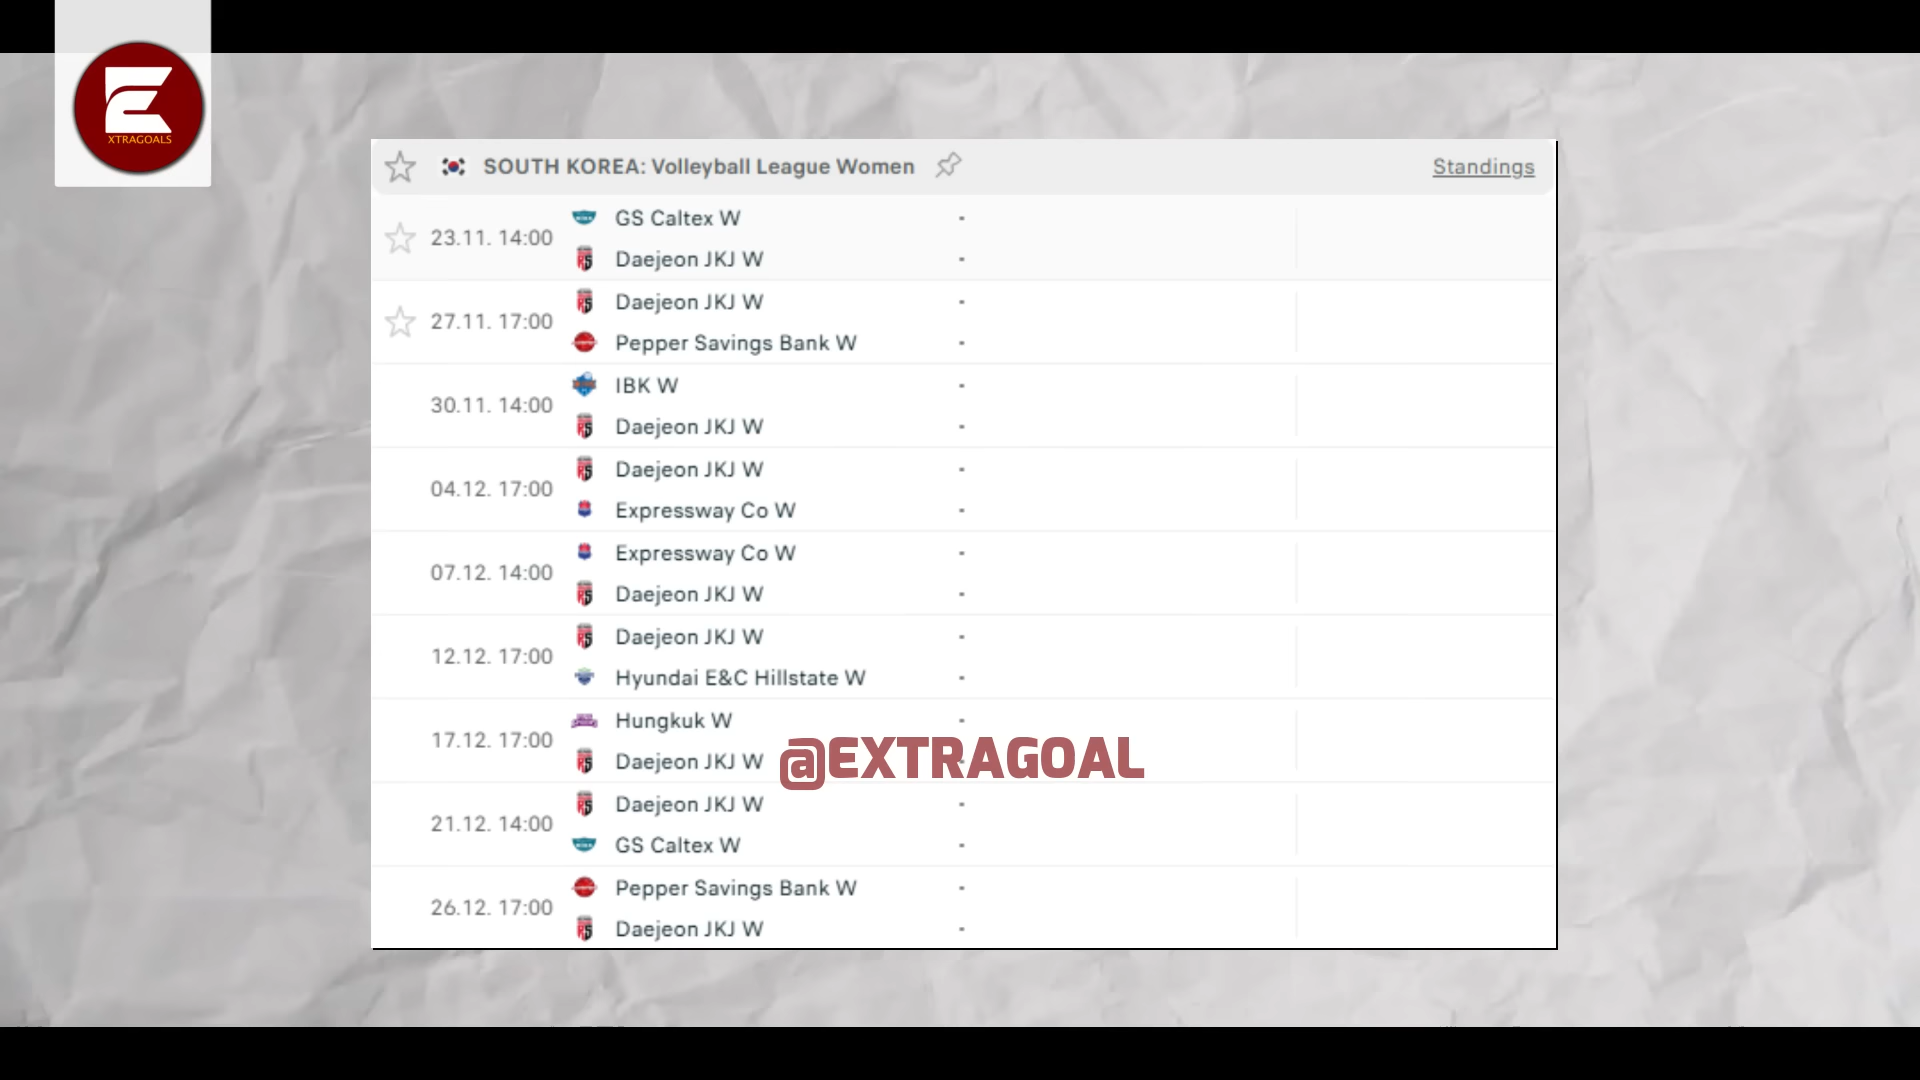 E
XTRAGOALS
SOUTH KOREA: Volleyball League Women
Standings
23.11. 14:00
GS Caltex W -
Daejeon JKJ W -
27.11. 17:00
Daejeon JKJ W -
Pepper Savings Bank W -
30.11. 14:00
IBK W -
Daejeon JKJ W -
04.12. 17:00
Daejeon JKJ W -
Expressway Co W -
07.12. 14:00
Expressway Co W -
Daejeon JKJ W -
12.12. 17:00
Daejeon JKJ W -
Hyundai E&C Hillstate W -
17.12. 17:00
Hungkuk W -
Daejeon JKJ W
@EXTRAGOAL
21.12. 14:00
Daejeon JKJ W -
GS Caltex W -
26.12. 17:00
Pepper Savings Bank W -
Daejeon JKJ W -